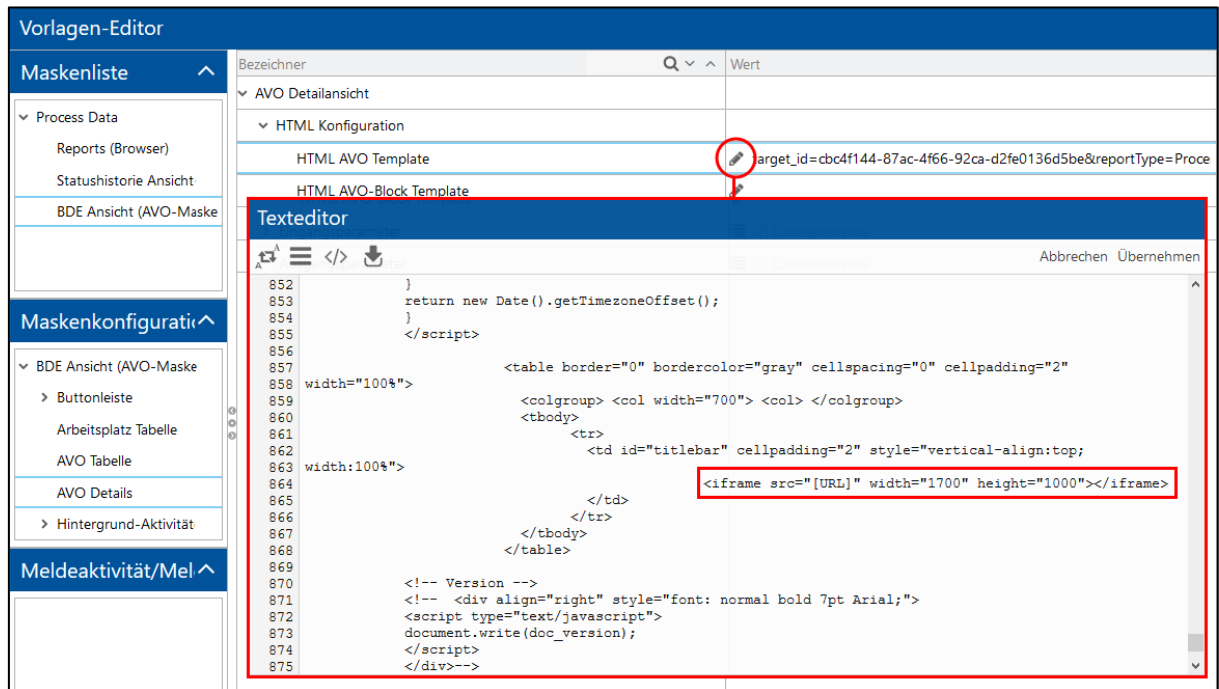 Vorlagen-Editor
Maskenliste
Process Data
Reports (Browser)
Statushistorie Ansicht
BDE Ansicht (AVO-Maske
Maskenkonfiguratio
BDE Ansicht (AVO-Maske
Buttonleiste
Arbeitsplatz Tabelle
AVO Tabelle
AVO Details
Hintergrund-Aktivität
Meldeaktivität/Mel
Bezeichner Wert
AVO Detailansicht
HTML Konfiguration
HTML AVO Template target_id=cbc4f144-87ac-4f66-92ca-d2fe0136d5be&reportType=Proce
HTML AVO-Block Template
Texteditor
Abbrechen Übernehmen
852 }
853 return new Date().getTimezoneOffset();
854 }
855 </script>
856
857 <table border="0" bordercolor="gray" cellspacing="0" cellpadding="2"
858 width="100%">
859 <colgroup> <col width="700"> <col> </colgroup>
860 <tbody>
861 <tr>
862 <td id="titlebar" cellpadding="2" style="vertical-align:top;
863 width:100%">
864 <iframe src="[URL]" width="1700" height="1000"></iframe>
865 </td>
866 </tr>
867 </tbody>
868 </table>
869
870 <!-- Version -->
871 <!-- <div align="right" style="font: normal bold 7pt Arial;">
872 <script type="text/javascript">
873 document.write(doc_version);
874 </script>
875 </div>-->